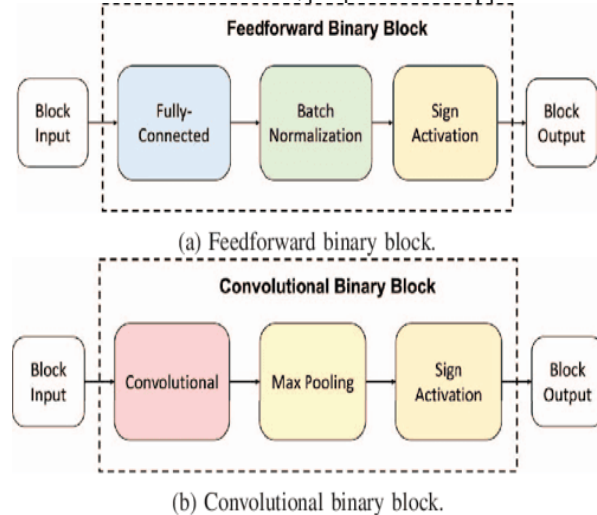 Feedforward Binary Block
Block
Input
Fully-
Connected
Batch
Normalization
Sign
Activation
Block
Output
(a) Feedforward binary block.
Convolutional Binary Block
Block
Input
Convolutional
Max Pooling
Sign
Activation
Block
Output
(b) Convolutional binary block.